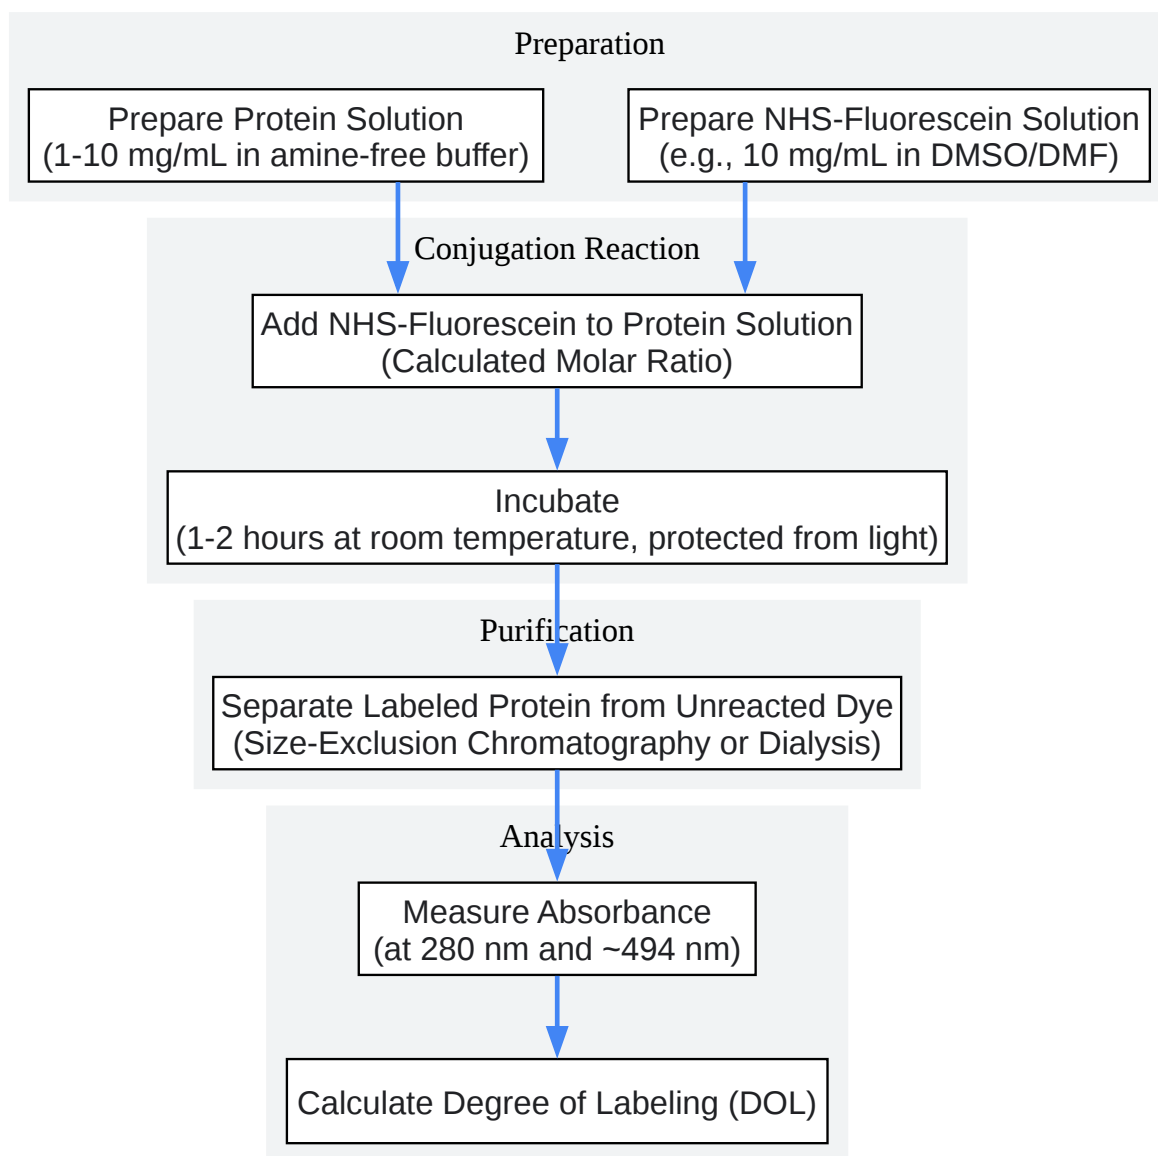 Preparation
Prepare Protein Solution
(1-10 mg/mL in amine-free buffer)
Prepare NHS-Fluorescein Solution
(e.g., 10 mg/mL in DMSO/DMF)
Conjugation Reaction
Add NHS-Fluorescein to Protein Solution
(Calculated Molar Ratio)
Incubate
(1-2 hours at room temperature, protected from light)
Purification
Separate Labeled Protein from Unreacted Dye
(Size-Exclusion Chromatography or Dialysis)
Analysis
Measure Absorbance
(at 280 nm and ~494 nm)
Calculate Degree of Labeling (DOL)